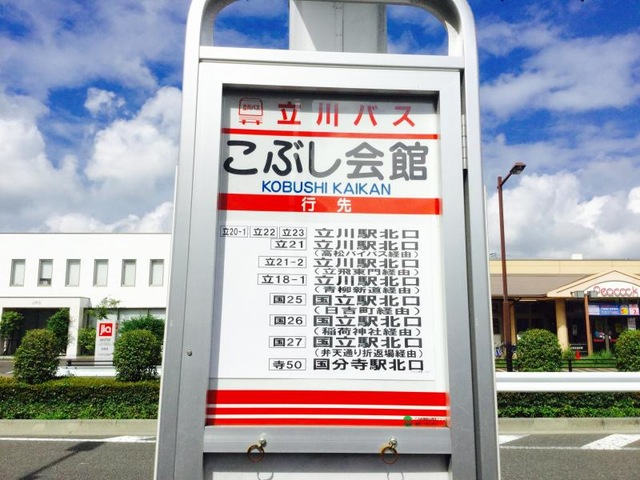 立川バス
こぶし会館
KOBUSHI KAIKAN
行先
立20-1 立22 立23 立川駅北口
立21 立川駅北口
(高松バイパス経由)
立21-2 立川駅北口
(立飛東門経由)
立18-1 立川駅北口
(青柳新道経由)
国25 国立駅北口
(日吉町経由)
国26 国立駅北口
(稲荷神社経由)
国27 国立駅北口
(弁天通り折返場経由)
寺50 国分寺駅北口
jia
Peacock